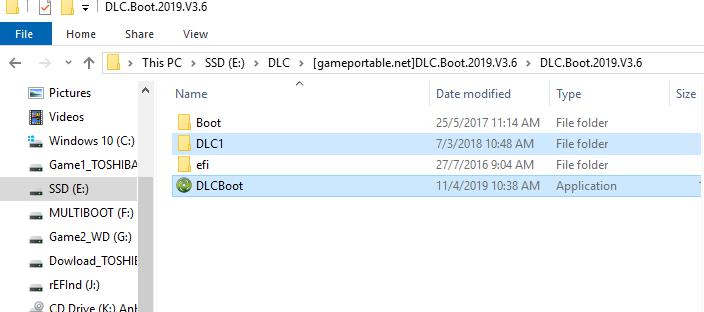 DLC.Boot.2019.V3.6
File Home Share View
This PC > SSD (E:) > DLC > [gameportable.net]DLC.Boot.2019.V3.6 > DLC.Boot.2019.V3.6
Name Date modified Type Size
Pictures
Videos
Windows 10 (C:)
Game1_TOSHIBA
SSD (E:)
MULTIBOOT (F:)
Game2_WD (G:)
Dowload_TOSHI
rEFInd (J:)
CD Drive (K:) Anh
Boot 25/5/2017 11:14 AM File folder
DLC1 7/3/2018 10:48 AM File folder
efi 27/7/2016 9:04 AM File folder
DLCBoot 11/4/2019 10:38 AM Application